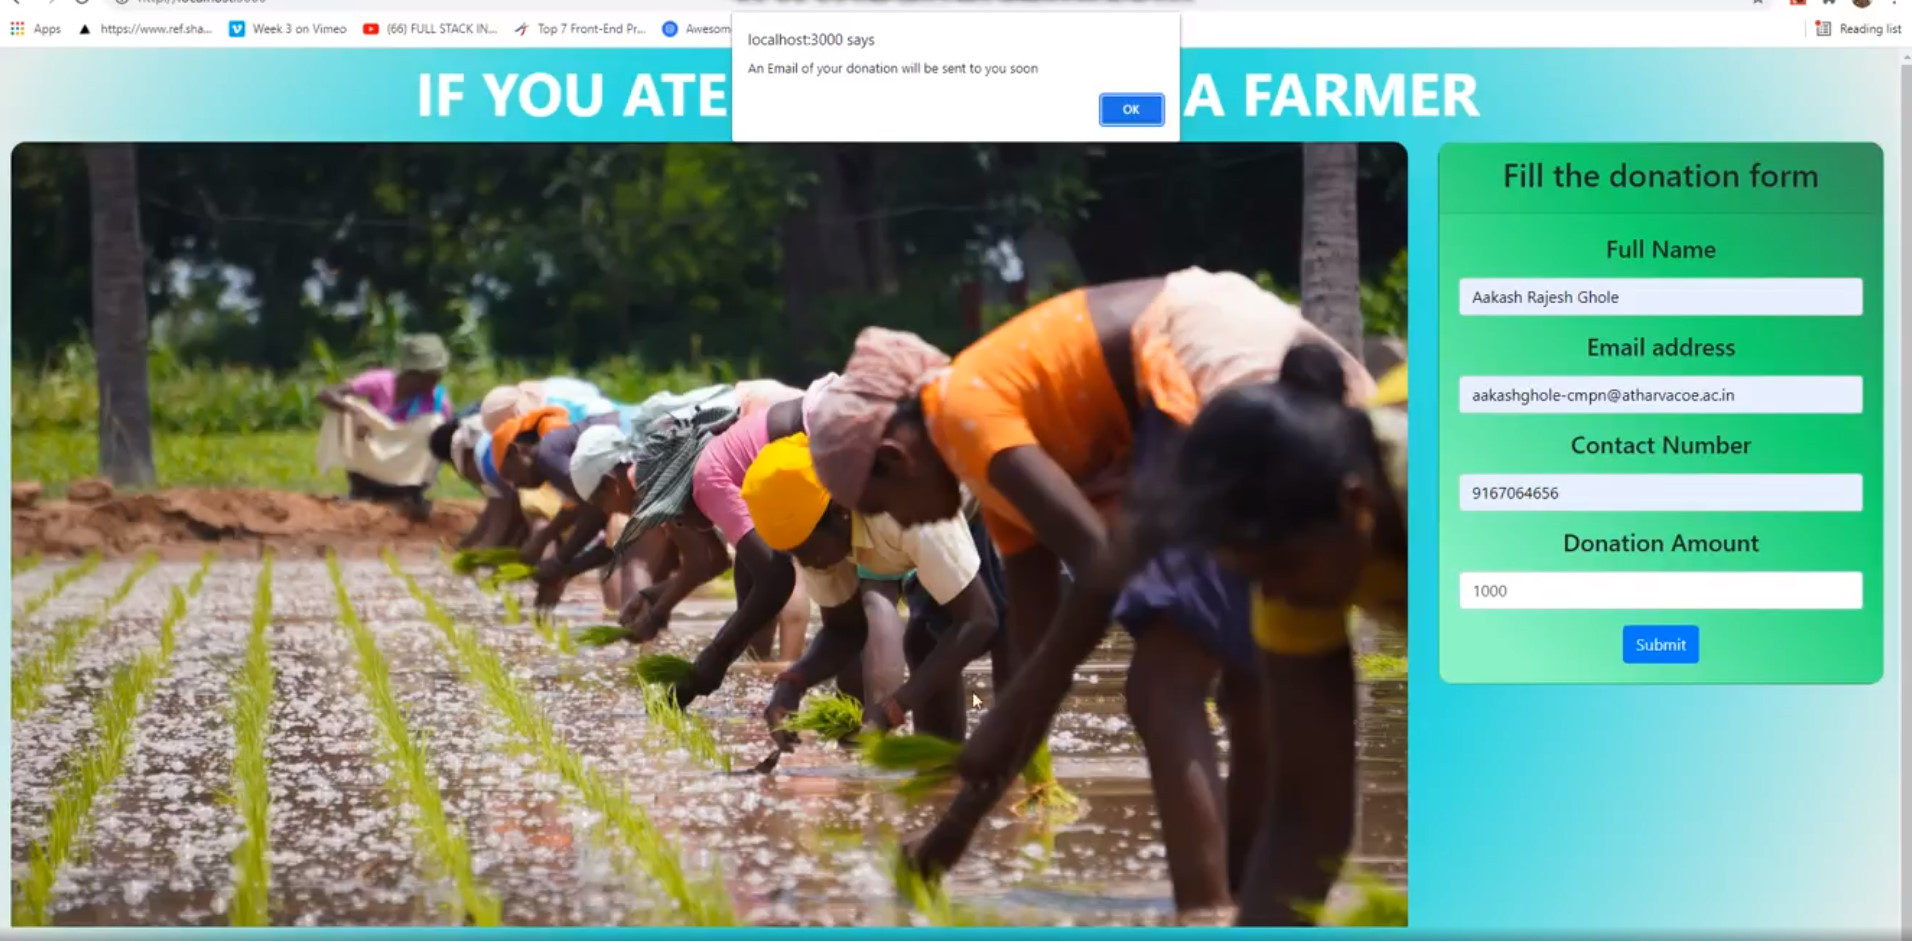 Apps
https://www.ref.sha...
Week 3 on Vimeo
(66) FULL STACK IN...
Top 7 Front-End Pr...
Awesom
Reading list
localhost:3000 says
An Email of your donation will be sent to you soon
OK
IF YOU ATE A FARMER
Fill the donation form
Full Name
Aakash Rajesh Ghole
Email address
aakashghole-cmpn@atharvacoe.ac.in
Contact Number
9167064656
Donation Amount
1000
Submit